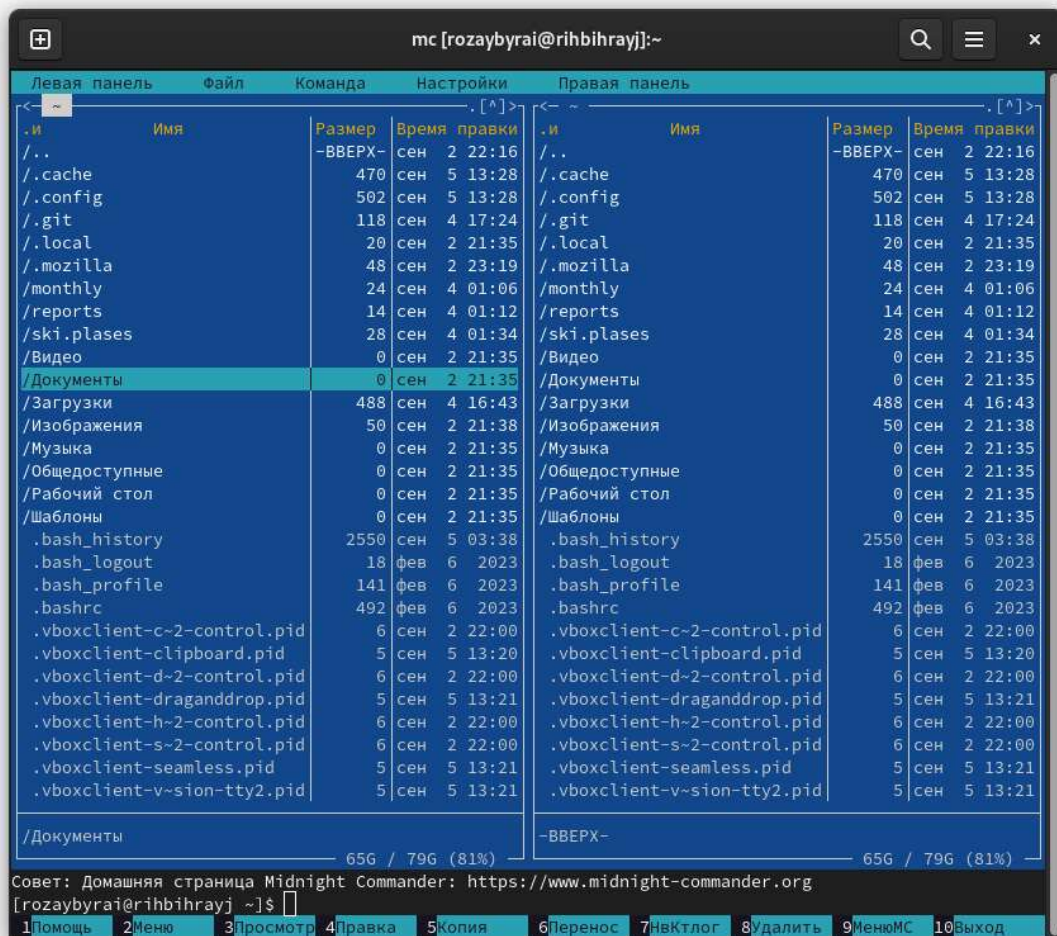 mc [rozaybyrai@rihbihrayj]:~
Левая панель Файл Команда Настройки Правая панель
<— ~ .[^]> <— ~ .[^]>
.и Имя Размер Время правки .и Имя Размер Время правки
/.. -ВВЕРХ- сен 2 22:16 /.. -ВВЕРХ- сен 2 22:16
/.cache 470 сен 5 13:28 /.cache 470 сен 5 13:28
/.config 502 сен 5 13:28 /.config 502 сен 5 13:28
/.git 118 сен 4 17:24 /.git 118 сен 4 17:24
/.local 20 сен 2 21:35 /.local 20 сен 2 21:35
/.mozilla 48 сен 2 23:19 /.mozilla 48 сен 2 23:19
/monthly 24 сен 4 01:06 /monthly 24 сен 4 01:06
/reports 14 сен 4 01:12 /reports 14 сен 4 01:12
/ski.plases 28 сен 4 01:34 /ski.plases 28 сен 4 01:34
/Видео 0 сен 2 21:35 /Видео 0 сен 2 21:35
/Документы 0 сен 2 21:35 /Документы 0 сен 2 21:35
/Загрузки 488 сен 4 16:43 /Загрузки 488 сен 4 16:43
/Изображения 50 сен 2 21:38 /Изображения 50 сен 2 21:38
/Музыка 0 сен 2 21:35 /Музыка 0 сен 2 21:35
/Общедоступные 0 сен 2 21:35 /Общедоступные 0 сен 2 21:35
/Рабочий стол 0 сен 2 21:35 /Рабочий стол 0 сен 2 21:35
/Шаблоны 0 сен 2 21:35 /Шаблоны 0 сен 2 21:35
.bash_history 2550 сен 5 03:38 .bash_history 2550 сен 5 03:38
.bash_logout 18 фев 6 2023 .bash_logout 18 фев 6 2023
.bash_profile 141 фев 6 2023 .bash_profile 141 фев 6 2023
.bashrc 492 фев 6 2023 .bashrc 492 фев 6 2023
.vboxclient-c~2-control.pid 6 сен 2 22:00 .vboxclient-c~2-control.pid 6 сен 2 22:00
.vboxclient-clipboard.pid 5 сен 5 13:20 .vboxclient-clipboard.pid 5 сен 5 13:20
.vboxclient-d~2-control.pid 6 сен 2 22:00 .vboxclient-d~2-control.pid 6 сен 2 22:00
.vboxclient-draganddrop.pid 5 сен 5 13:21 .vboxclient-draganddrop.pid 5 сен 5 13:21
.vboxclient-h~2-control.pid 6 сен 2 22:00 .vboxclient-h~2-control.pid 6 сен 2 22:00
.vboxclient-s~2-control.pid 6 сен 2 22:00 .vboxclient-s~2-control.pid 6 сен 2 22:00
.vboxclient-seamless.pid 5 сен 5 13:21 .vboxclient-seamless.pid 5 сен 5 13:21
.vboxclient-v~sion-tty2.pid 5 сен 5 13:21 .vboxclient-v~sion-tty2.pid 5 сен 5 13:21
/Документы -ВВЕРХ-
65G / 79G (81%) 65G / 79G (81%)
Совет: Домашняя страница Midnight Commander: https://www.midnight-commander.org
[rozaybyrai@rihbihrayj ~]$
1Помощь 2Меню 3Просмотр 4Правка 5Копия 6Перенос 7НвКтлог 8Удалить 9МенюMC 10Выход